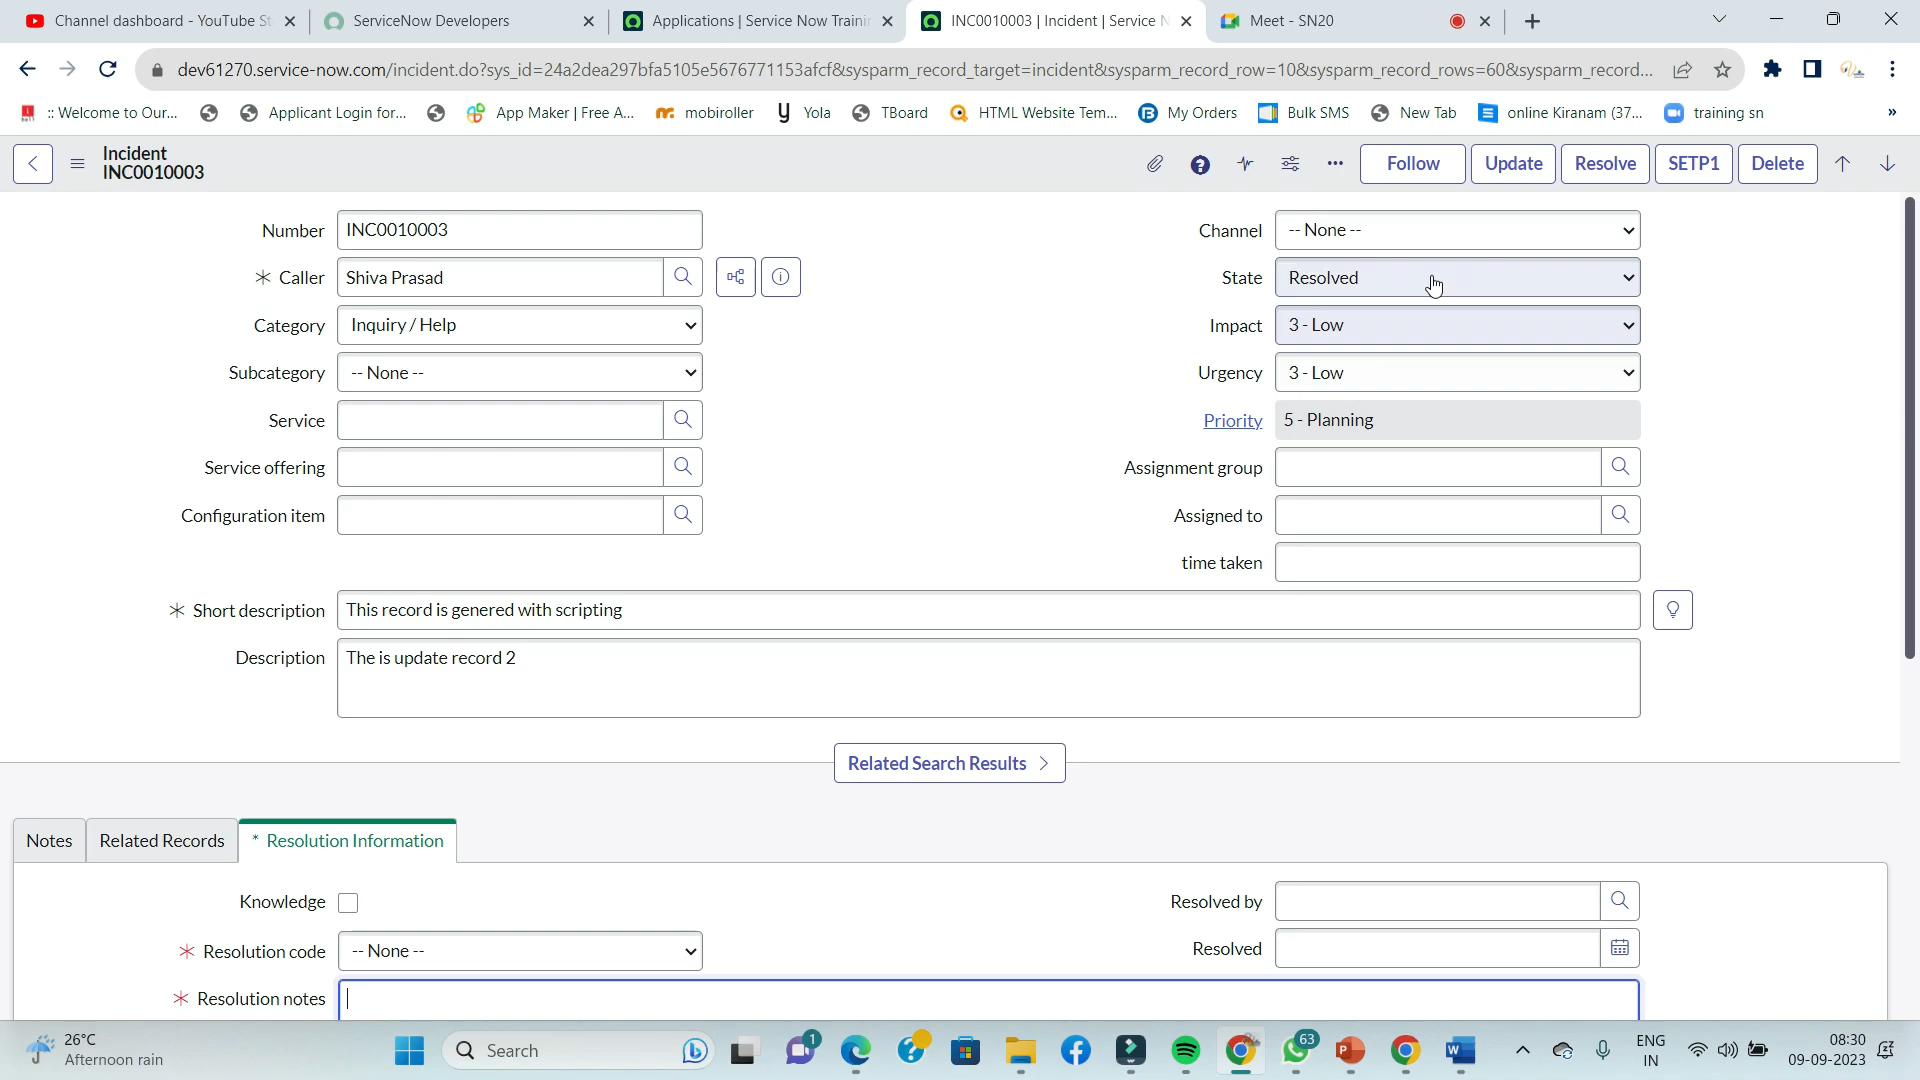 Channel dashboard - YouTube St
ServiceNow Developers
Applications | Service Now Traini
INC0010003 | Incident | Service N
Meet - SN20
dev61270.service-now.com/incident.do?sys_id=24a2dea297bfa5105e5676771153afcf&sysparm_record_target=incident&sysparm_record_row=10&sysparm_record_rows=60&sysparm_record...
:: Welcome to Our...
Applicant Login for...
App Maker | Free A...
mobiroller
Yola
TBoard
HTML Website Tem...
My Orders
Bulk SMS
New Tab
online Kiranam (37...
training sn
»
Incident
INC0010003
Follow
Update
Resolve
SETP1
Delete
Number INC0010003
Channel -- None --
* Caller Shiva Prasad
State Resolved
Category Inquiry / Help
Impact 3 - Low
Subcategory -- None --
Urgency 3 - Low
Service
Priority 5 - Planning
Service offering
Assignment group
Configuration item
Assigned to
time taken
* Short description This record is genered with scripting
Description The is update record 2
Related Search Results
Notes
Related Records
* Resolution Information
Knowledge
Resolved by
* Resolution code -- None --
Resolved
* Resolution notes
26°C
Afternoon rain
Search
1
63
ENG
IN
08:30
09-09-2023